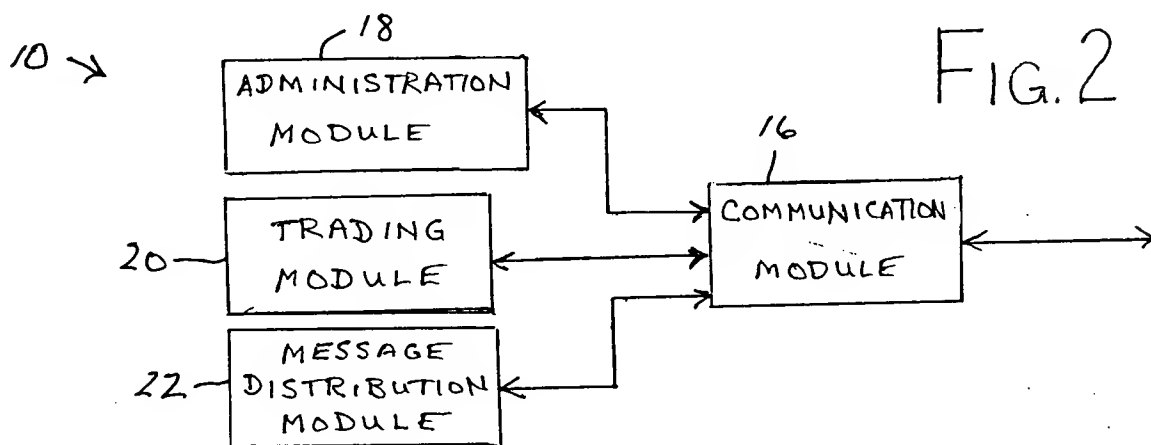 10
18
ADMINISTRATION
MODULE
FIG. 2
16
COMMUNICATION
MODULE
20
TRADING
MODULE
22
MESSAGE
DISTRIBUTION
MODULE